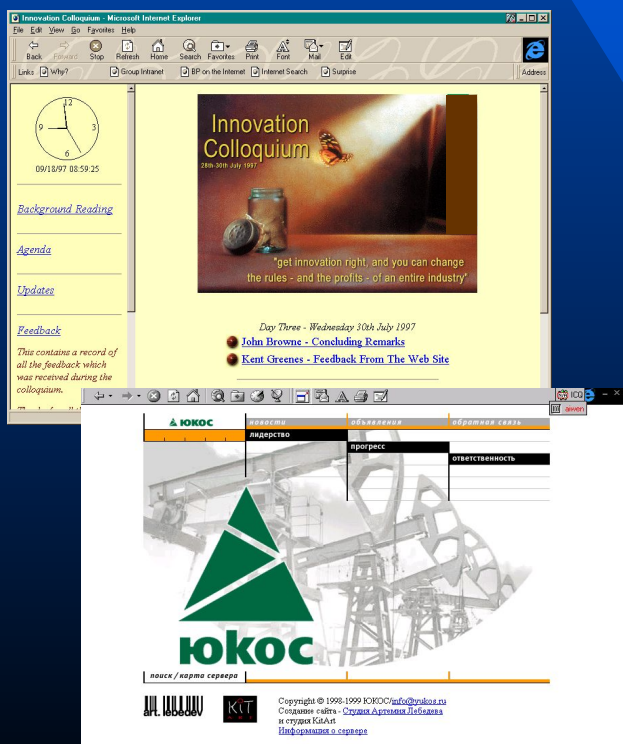 Innovation Colloquium - Microsoft Internet Explorer
File Edit View Go Favorites Help
Back Forward Stop Refresh Home Search Favorites Print Font Mail Edit
Links Why? Group Intranet BP on the Internet Internet Search Surprise Address
12
9 3
6
09/18/97 08:59:25
Background Reading
Agenda
Updates
Feedback
This contains a record of
all the feedback which
was received during the
colloquium.
Innovation
Colloquium
28th-30th July 1997
"get innovation right, and you can change
the rules - and the profits - of an entire industry"
Day Three - Wednesday 30th July 1997
John Browne - Concluding Remarks
Kent Greenes - Feedback From The Web Site
ICQ
aiwen
ЮКОС новости объявления обратная связь
лидерство
прогресс
ответственность
ЮКОС
поиск / карта сервера
art. lebedev
KiT
Copyright © 1998-1999 ЮКОС/info@yukos.ru
Создание сайта - Студия Артемия Лебедева
и студия KitArt
Информация о сервере